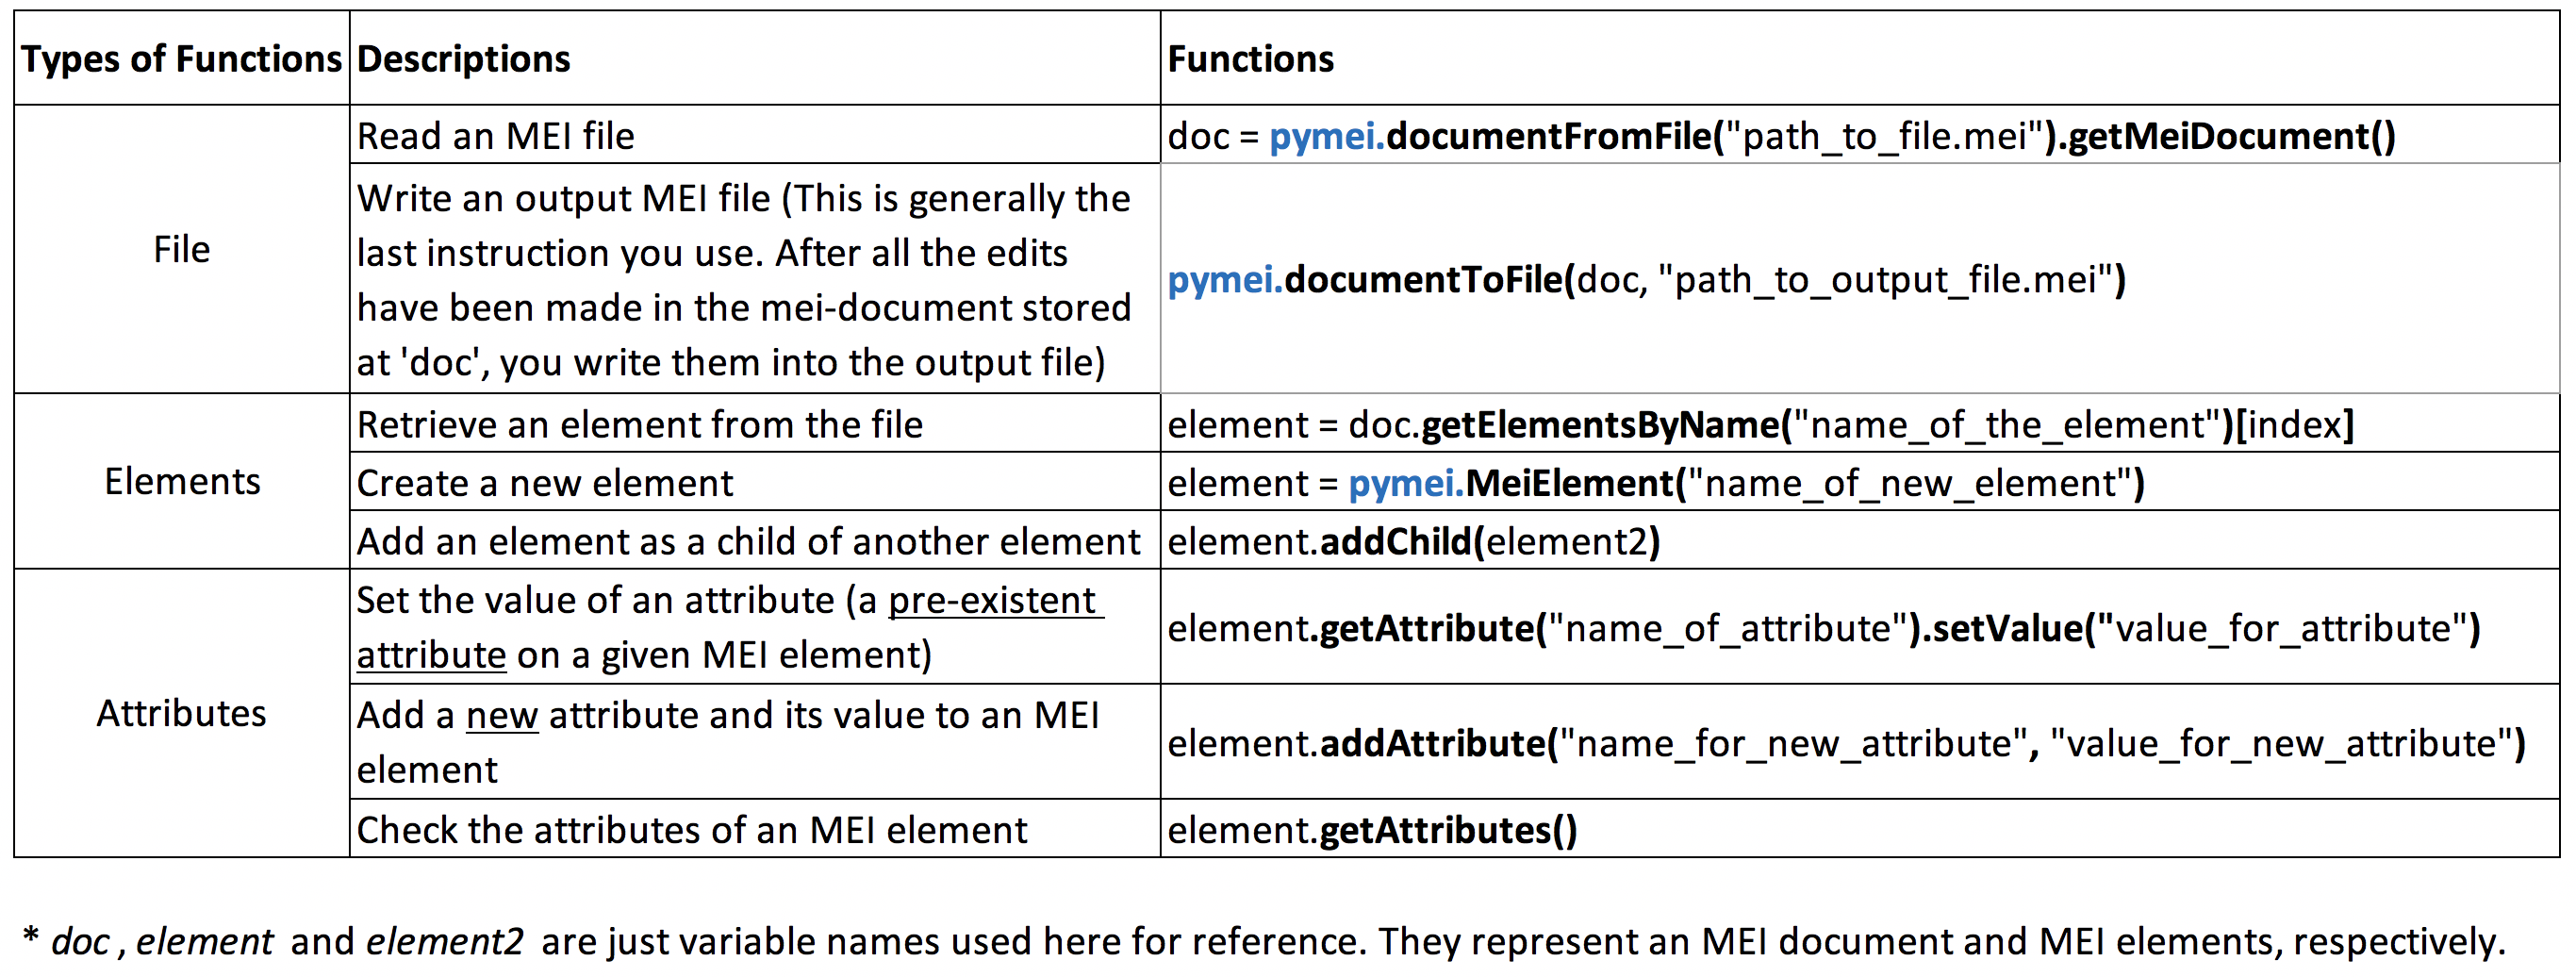 Types of Functions Descriptions Functions
File
Read an MEI file
doc = pymei.documentFromFile("path_to_file.mei").getMeiDocument()
Write an output MEI file (This is generally the
last instruction you use. After all the edits
have been made in the mei-document stored
at 'doc', you write them into the output file)
pymei.documentToFile(doc, "path_to_output_file.mei")
Elements
Retrieve an element from the file
element = doc.getElementsByName("name_of_the_element")[index]
Create a new element
element = pymei.MeiElement("name_of_new_element")
Add an element as a child of another element
element.addChild(element2)
Attributes
Set the value of an attribute (a pre-existent
attribute on a given MEI element)
element.getAttribute("name_of_attribute").setValue("value_for_attribute")
Add a new attribute and its value to an MEI
element
element.addAttribute("name_for_new_attribute", "value_for_new_attribute")
Check the attributes of an MEI element
element.getAttributes()
* doc , element and element2 are just variable names used here for reference. They represent an MEI document and MEI elements, respectively.